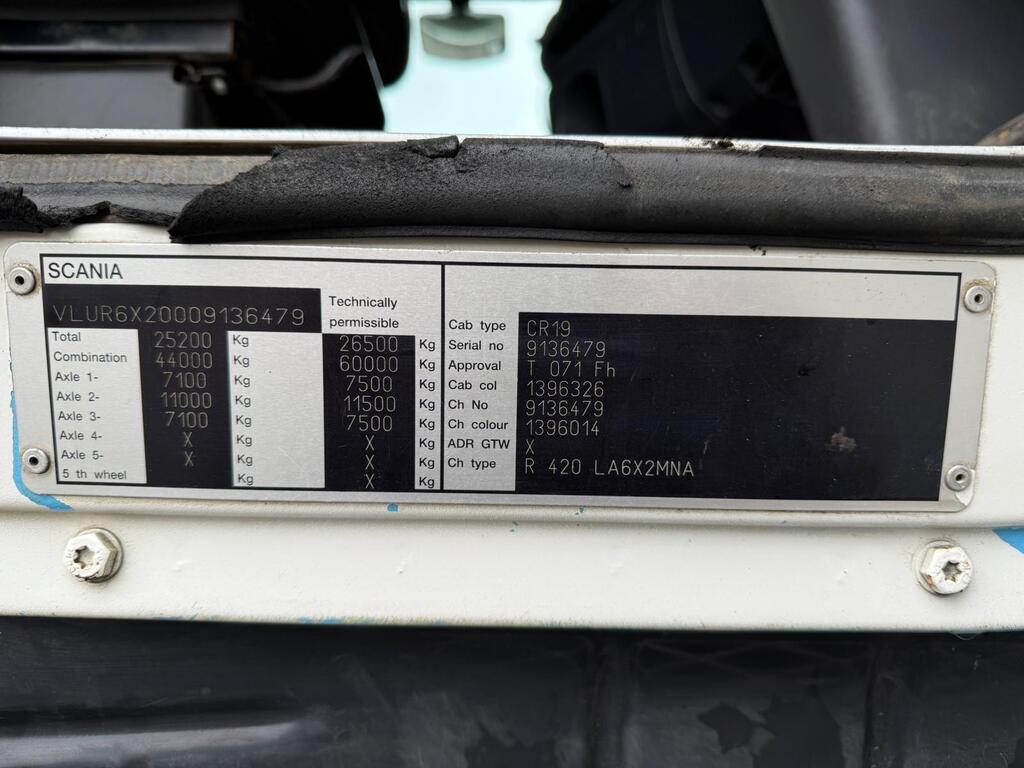 SCANIA
VLUR6X20009136479
Technically
permissible
Total 25200 Kg 26500 Kg
Combination 44000 Kg 60000 Kg
Axle 1- 7100 Kg 7500 Kg
Axle 2- 11000 Kg 11500 Kg
Axle 3- 7100 Kg 7500 Kg
Axle 4- X Kg X Kg
Axle 5- X Kg X Kg
5 th wheel Kg X Kg
Cab type CR19
Serial no 9136479
Approval T 071 Fh
Cab col 1396326
Ch No 9136479
Ch colour 1396014
ADR GTW X
Ch type R 420 LA6X2MNA